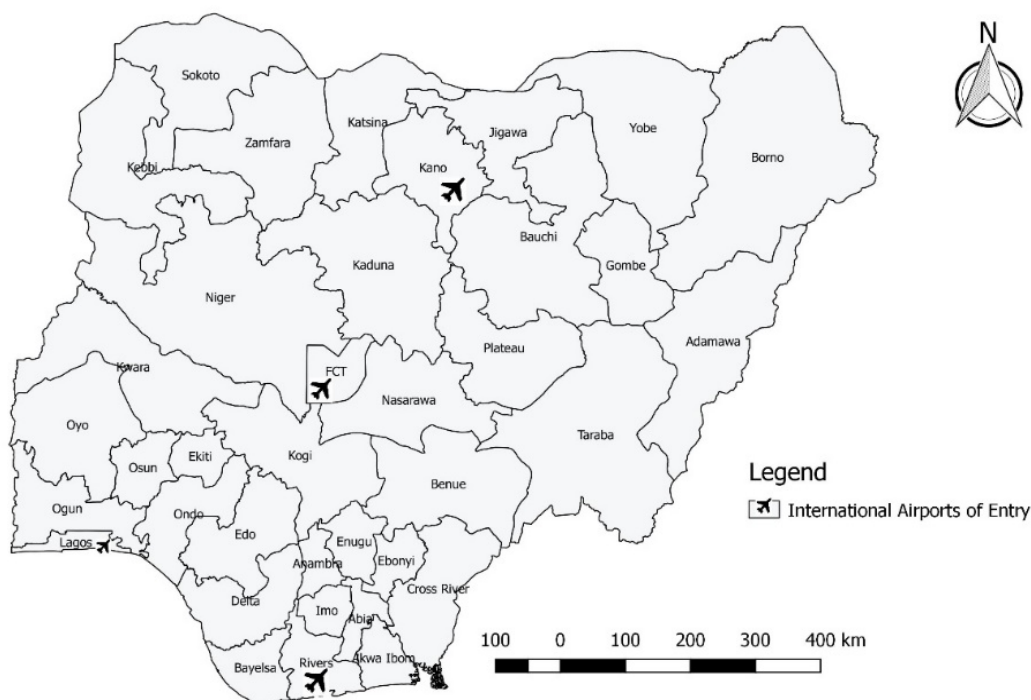 N
Sokoto
Katsina
Yobe
Jigawa
Zamfara
Borno
Kebbi
Kano
Bauchi
Kaduna
Gombe
Niger
Adamawa
Plateau
FCT
Kwara
Nasarawa
Oyo
Taraba
Kogi
Ekiti
Osun
Benue
Legend
Ogun
Ondo
International Airports of Entry
Edo
Enugu
Lagos
Ebonyi
Anambra
Cross River
Delta
Imo
Abia
100 0 100 200 300 400 km
Rivers
Akwa Ibom
Bayelsa